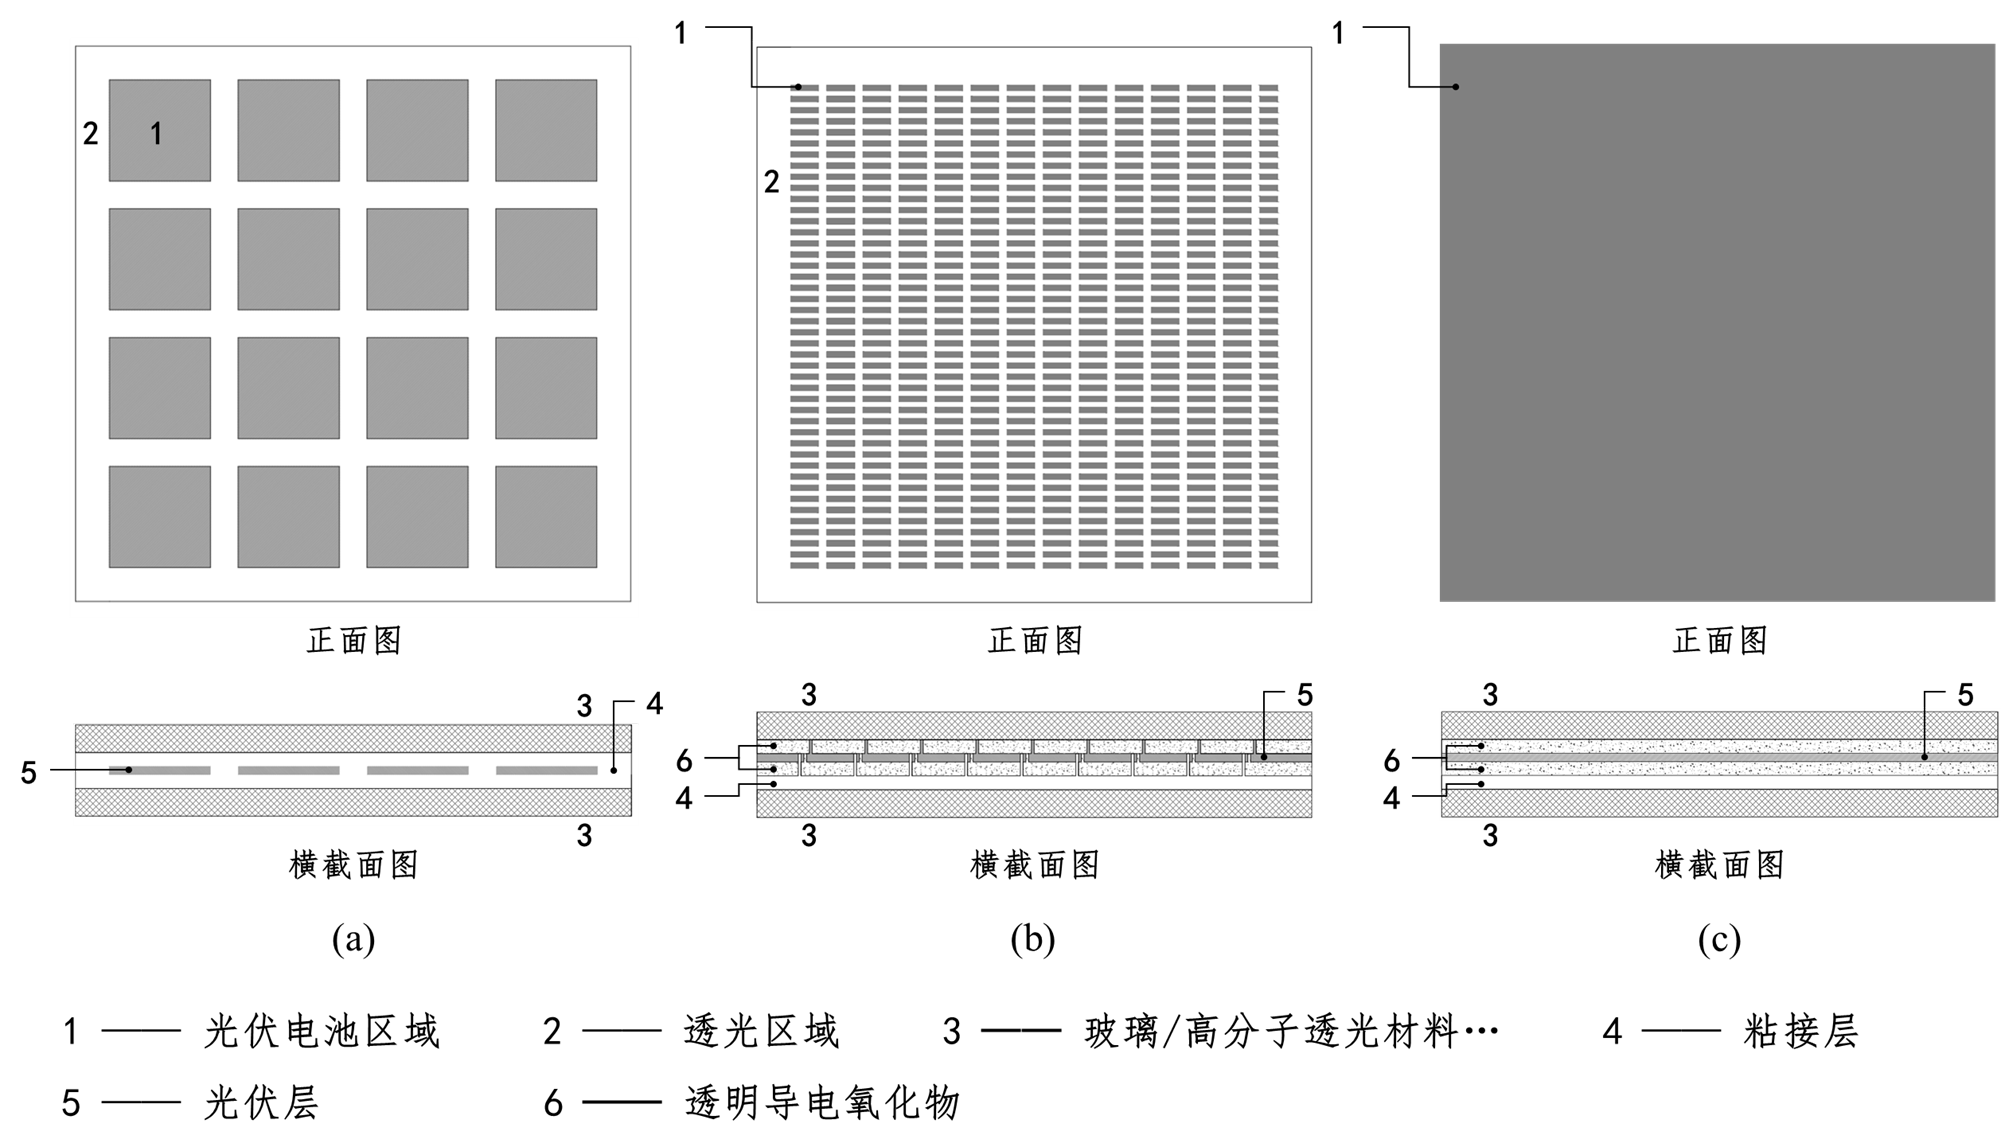 1
1
1
2
2
正面图
正面图
正面图
3
4
3
5
3
5
5
6
6
4
4
3
3
3
横截面图
横截面图
横截面图
(a)
(b)
(c)
1 —— 光伏电池区域
2 —— 透光区域
3 —— 玻璃/高分子透光材料…
4 —— 粘接层
5 —— 光伏层
6 —— 透明导电氧化物